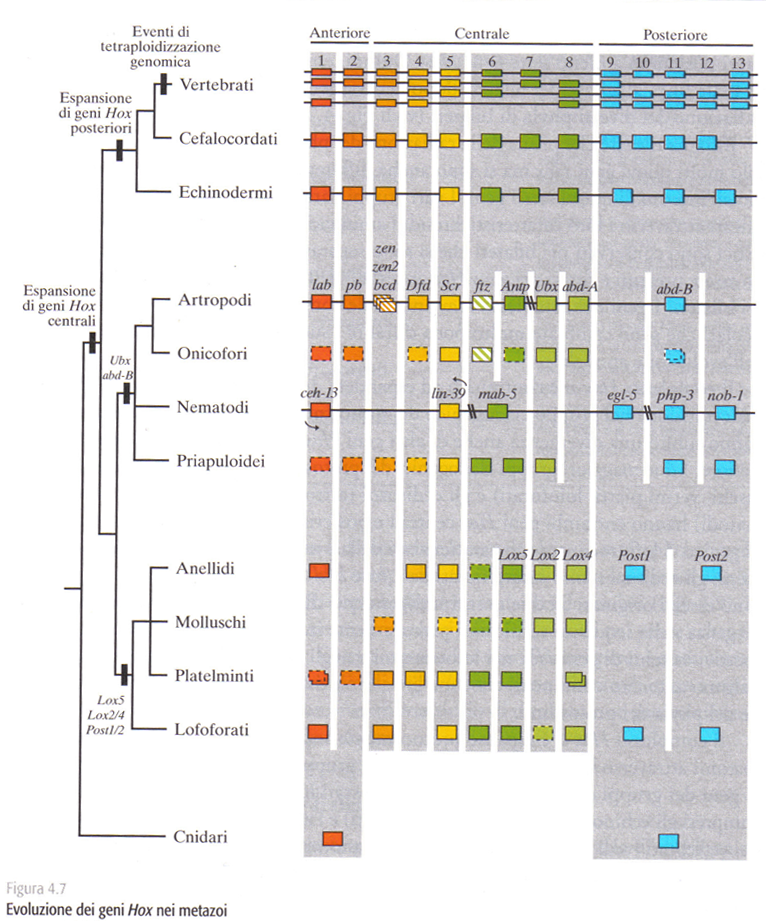 Eventi di
tetraploidizzazione
genomica
Anteriore
Centrale
Posteriore
1 2 3 4 5 6 7 8 9 10 11 12 13
Vertebrati
Espansione
di geni Hox
posteriori
Cefalocordati
Echinodermi
zen
zen2
lab pb bcd Dfd Scr ftz Antp Ubx abd-A abd-B
Espansione
di geni Hox
centrali
Artropodi
Onicofori
Ubx
abd-B
ceh-13 lin-39 mab-5 egl-5 php-3 nob-1
Nematodi
Priapuloidei
Lox5 Lox2 Lox4 Post1 Post2
Anellidi
Molluschi
Platelminti
Lox5
Lox2/4
Post1/2
Lofoforati
Cnidari
Figura 4.7
Evoluzione dei geni Hox nei metazoi